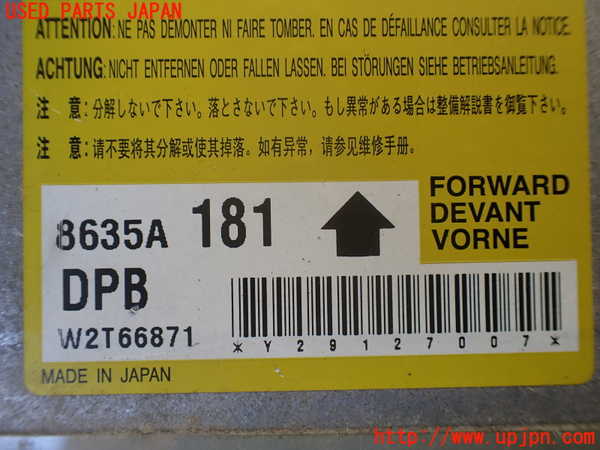 USED PARTS JAPAN
ATTENTION: NE PAS DÉMONTER NI FAIRE TOMBER. EN CAS DE DÉFAILLANCE CONSULTER LA NOTICE.
ACHTUNG: NICHT ENTFERNEN ODER FALLEN LASSEN. BEI STÖRUNGEN SIEHE BETRIEBSANLEITUNG.
注 意: 分解しないで下さい。落とさないで下さい。もし異常がある場合は整備解説書を御覧下さい。
注 意: 请不要将其分解或使其掉落。如有异常，请参见维修手册。
8635A 181
FORWARD
DEVANT
VORNE
DPB
W2T66871
*Y29127007*
MADE IN JAPAN
http://www.upjpn.com/